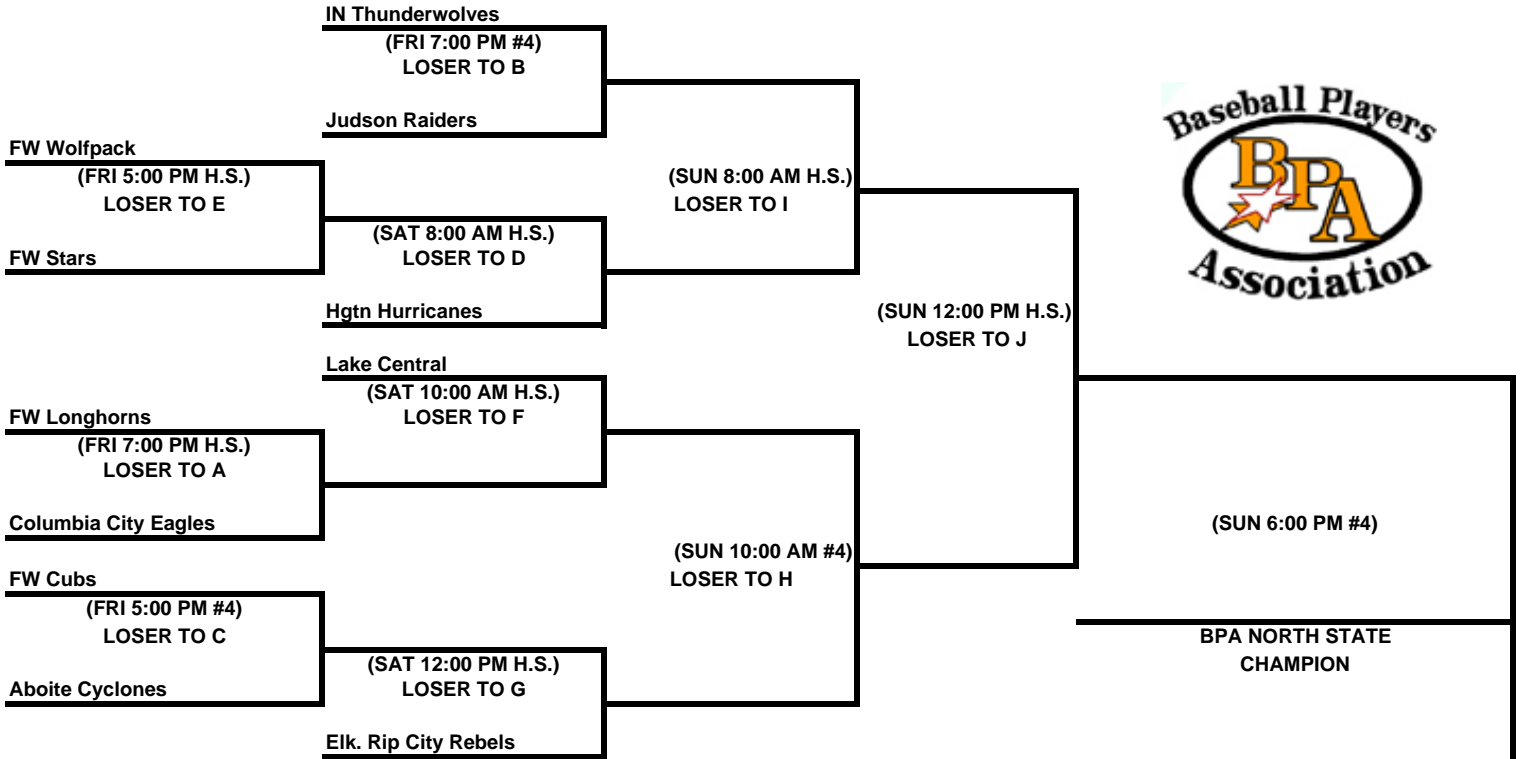 IN Thunderwolves
(FRI 7:00 PM #4)
LOSER TO B
Judson Raiders
FW Wolfpack
(FRI 5:00 PM H.S.)
LOSER TO E
FW Stars
(SAT 8:00 AM H.S.)
LOSER TO D
Hgtn Hurricanes
(SUN 8:00 AM H.S.)
LOSER TO I
Baseball Players
BPA
Association
(SUN 12:00 PM H.S.)
LOSER TO J
Lake Central
(SAT 10:00 AM H.S.)
LOSER TO F
FW Longhorns
(FRI 7:00 PM H.S.)
LOSER TO A
Columbia City Eagles
(SUN 10:00 AM #4)
LOSER TO H
(SUN 6:00 PM #4)
FW Cubs
(FRI 5:00 PM #4)
LOSER TO C
Aboite Cyclones
(SAT 12:00 PM H.S.)
LOSER TO G
Elk. Rip City Rebels
BPA NORTH STATE
CHAMPION